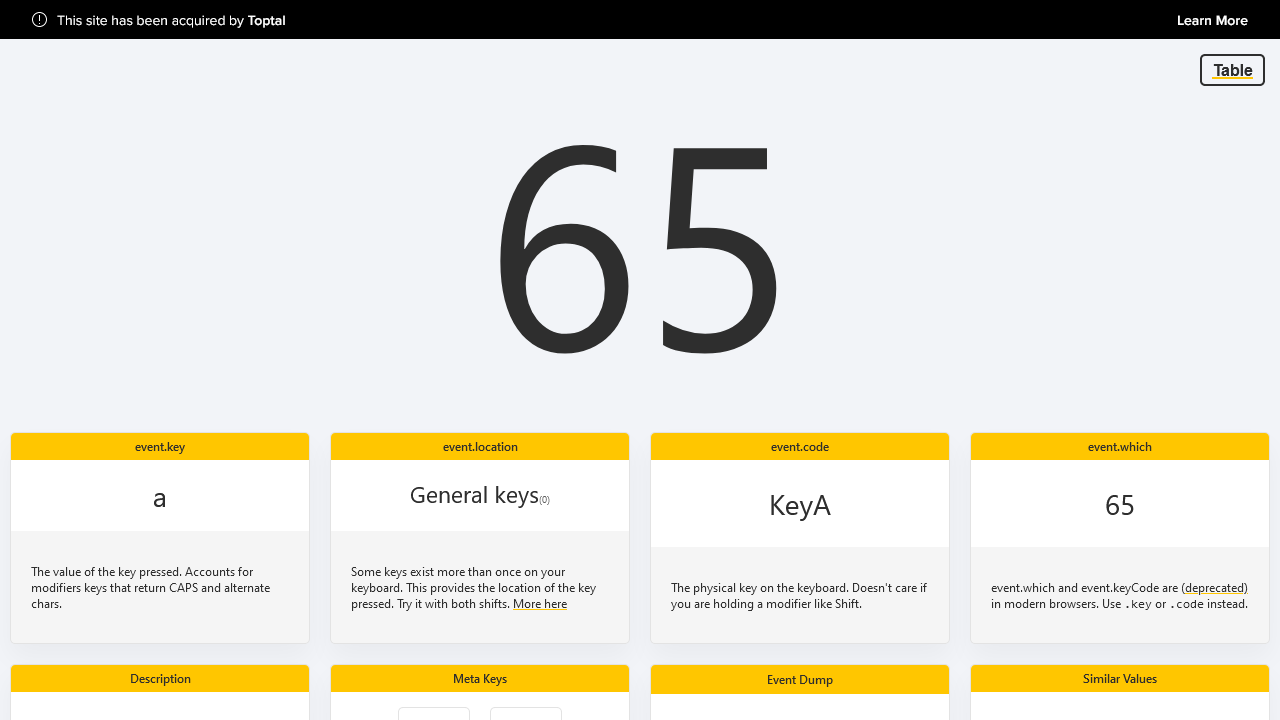 This site has been acquired by Toptal
Learn More
Table
65
event.key
a
The value of the key pressed. Accounts for
modifiers keys that return CAPS and alternate
chars.
event.location
General keys(0)
Some keys exist more than once on your
keyboard. This provides the location of the key
pressed. Try it with both shifts. More here
event.code
KeyA
The physical key on the keyboard. Doesn't care if
you are holding a modifier like Shift.
event.which
65
event.which and event.keyCode are (deprecated)
in modern browsers. Use .key or .code instead.
Description
Meta Keys
Event Dump
Similar Values